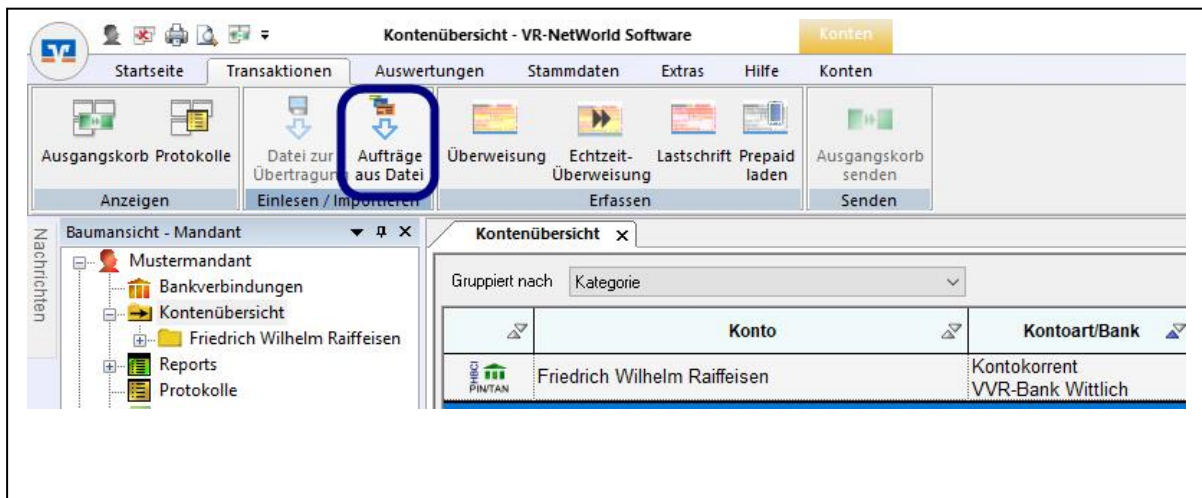 Kontenübersicht - VR-NetWorld Software
Konten
Startseite Transaktionen Auswertungen Stammdaten Extras Hilfe Konten
Ausgangskorb Protokolle Datei zur Aufträge Überweisung Echtzeit- Lastschrift Prepaid Ausgangskorb
Übertragung aus Datei Überweisung laden senden
Anzeigen Einlesen / Importieren Erfassen Senden
Nachrichten
Baumansicht - Mandant
Kontenübersicht x
Mustermandant
Bankverbindungen
Gruppiert nach Kategorie
Kontenübersicht
Friedrich Wilhelm Raiffeisen
Konto Kontoart/Bank
Reports
Protokolle
HBCI
PIN/TAN
Friedrich Wilhelm Raiffeisen
Kontokorrent
VVR-Bank Wittlich